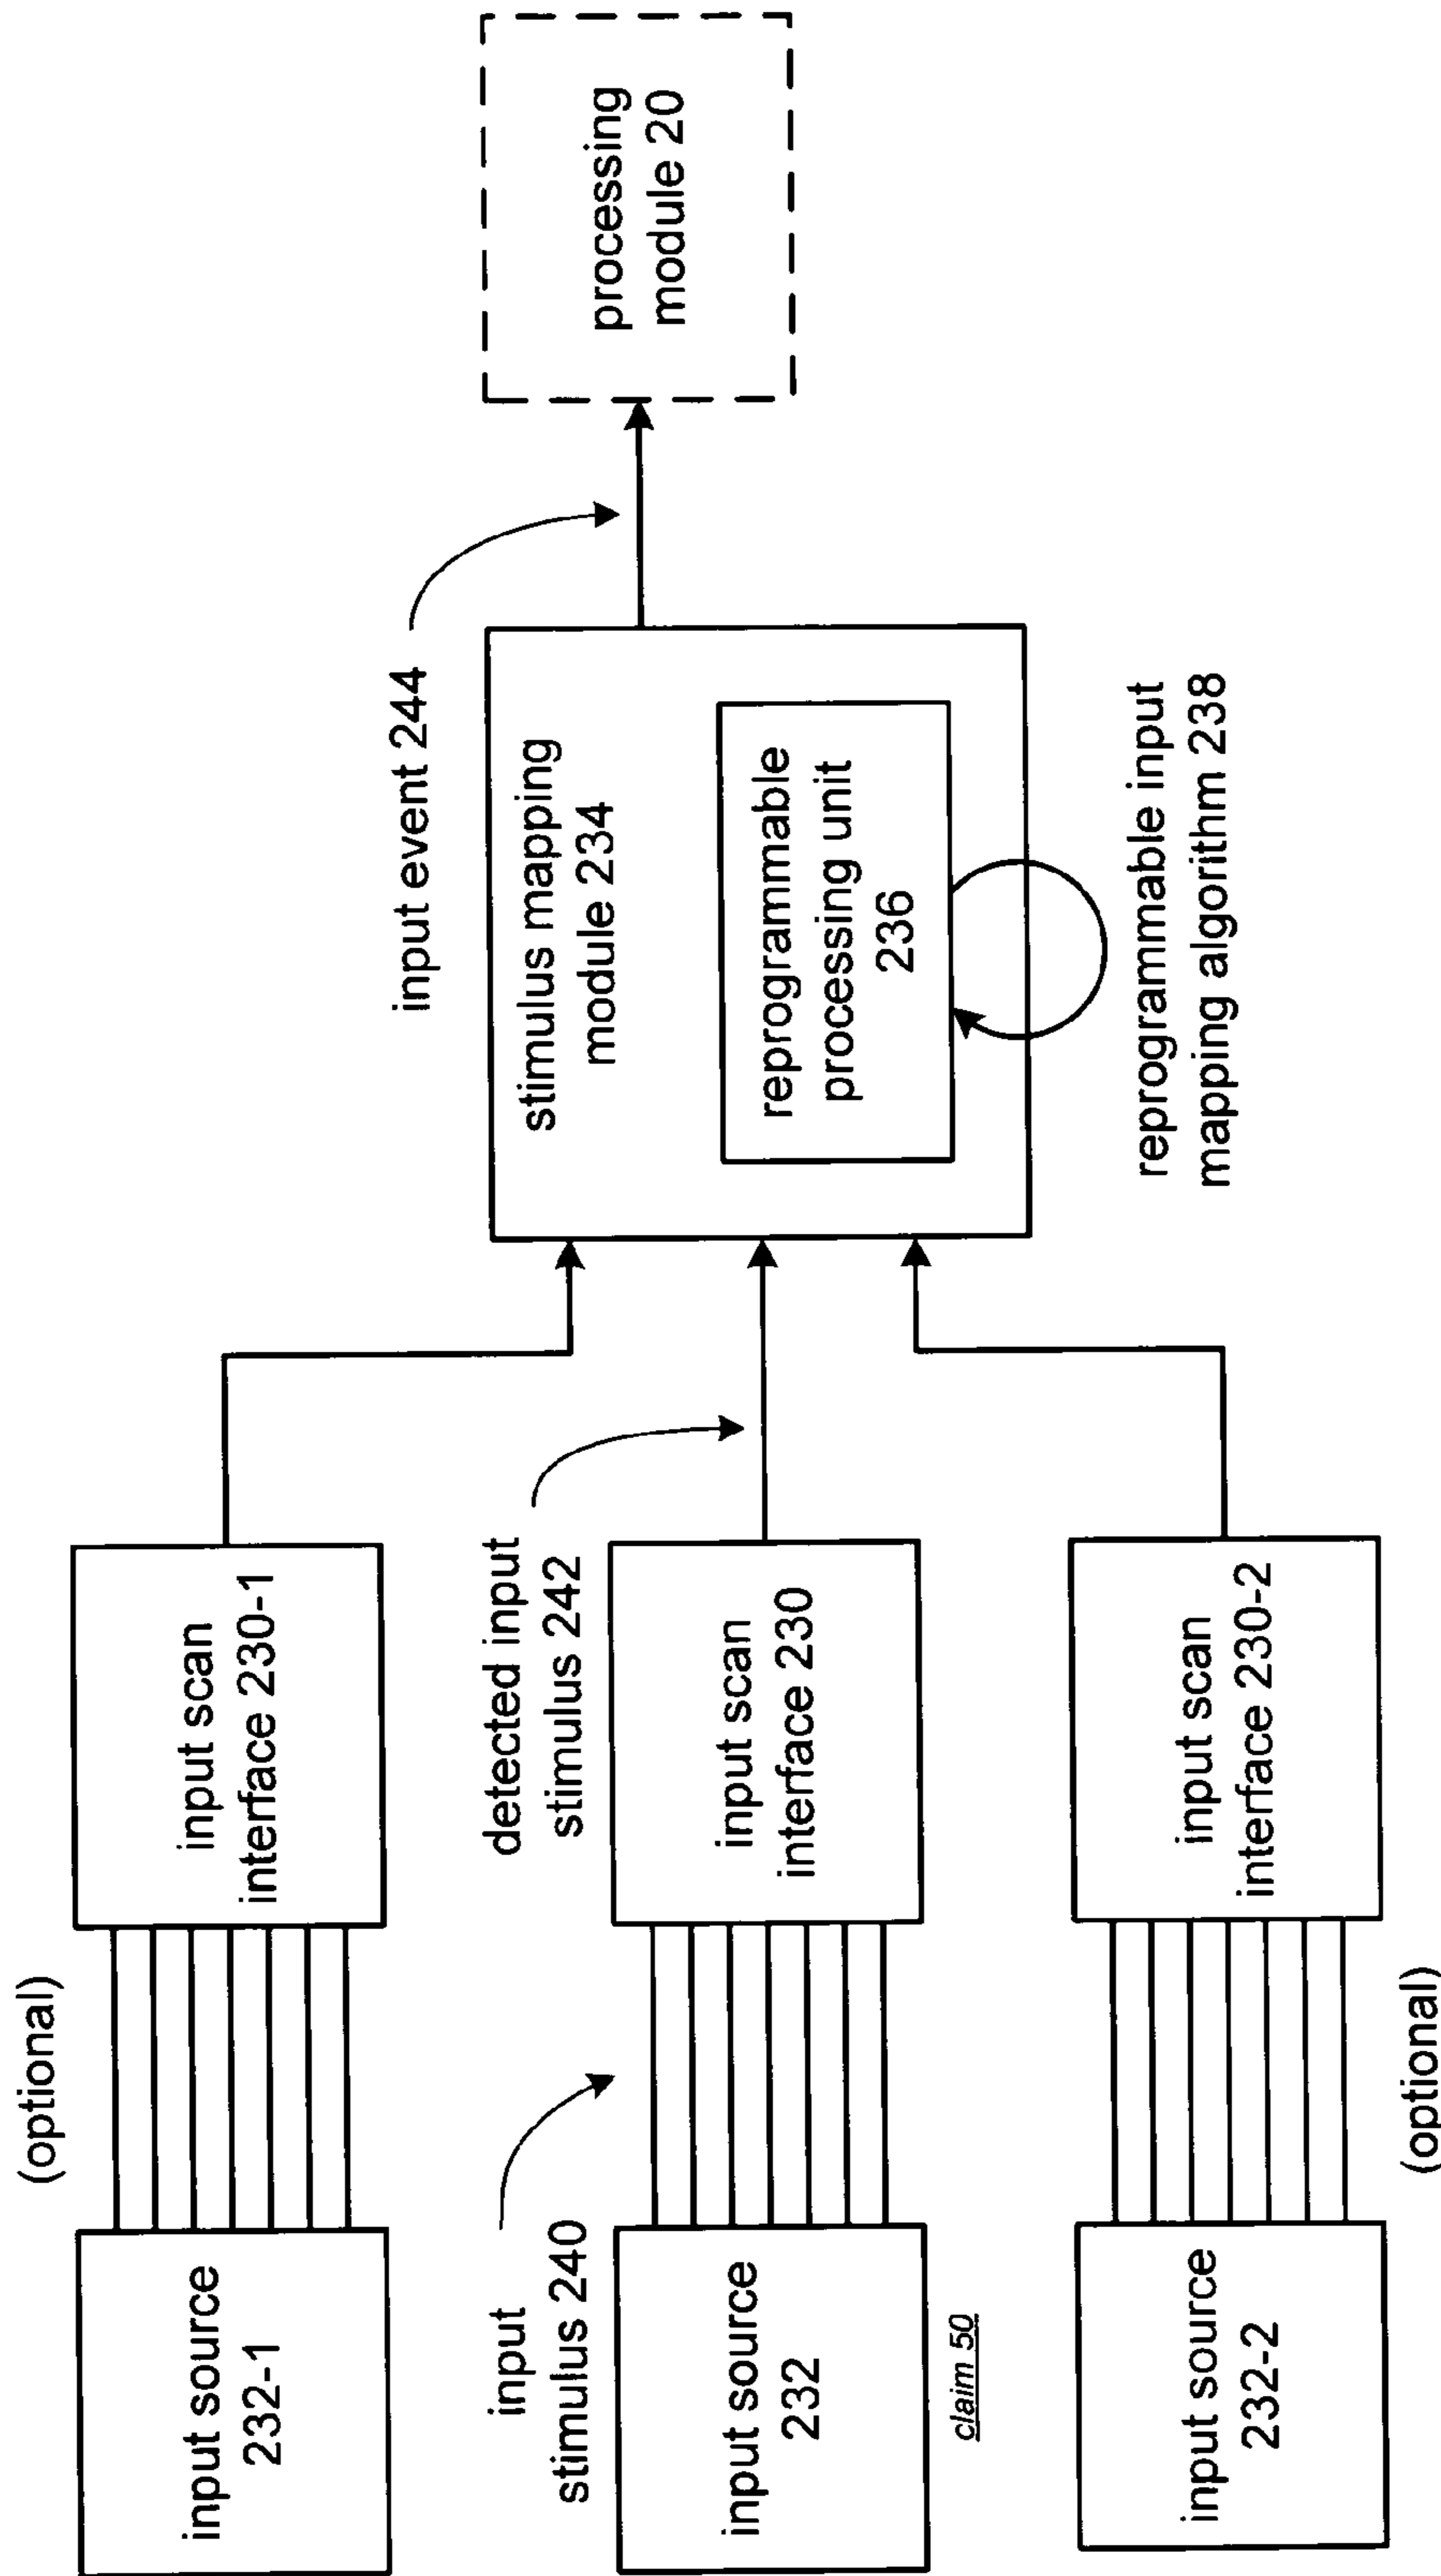 (optional)
input source
232-1
input scan
interface 230-1
input
stimulus 240
detected input
stimulus 242
input event 244
input source
232
input scan
interface 230
stimulus mapping
module 234
reprogrammable
processing unit
236
processing
module 20
claim 50
reprogrammable input
mapping algorithm 238
input source
232-2
input scan
interface 230-2
(optional)